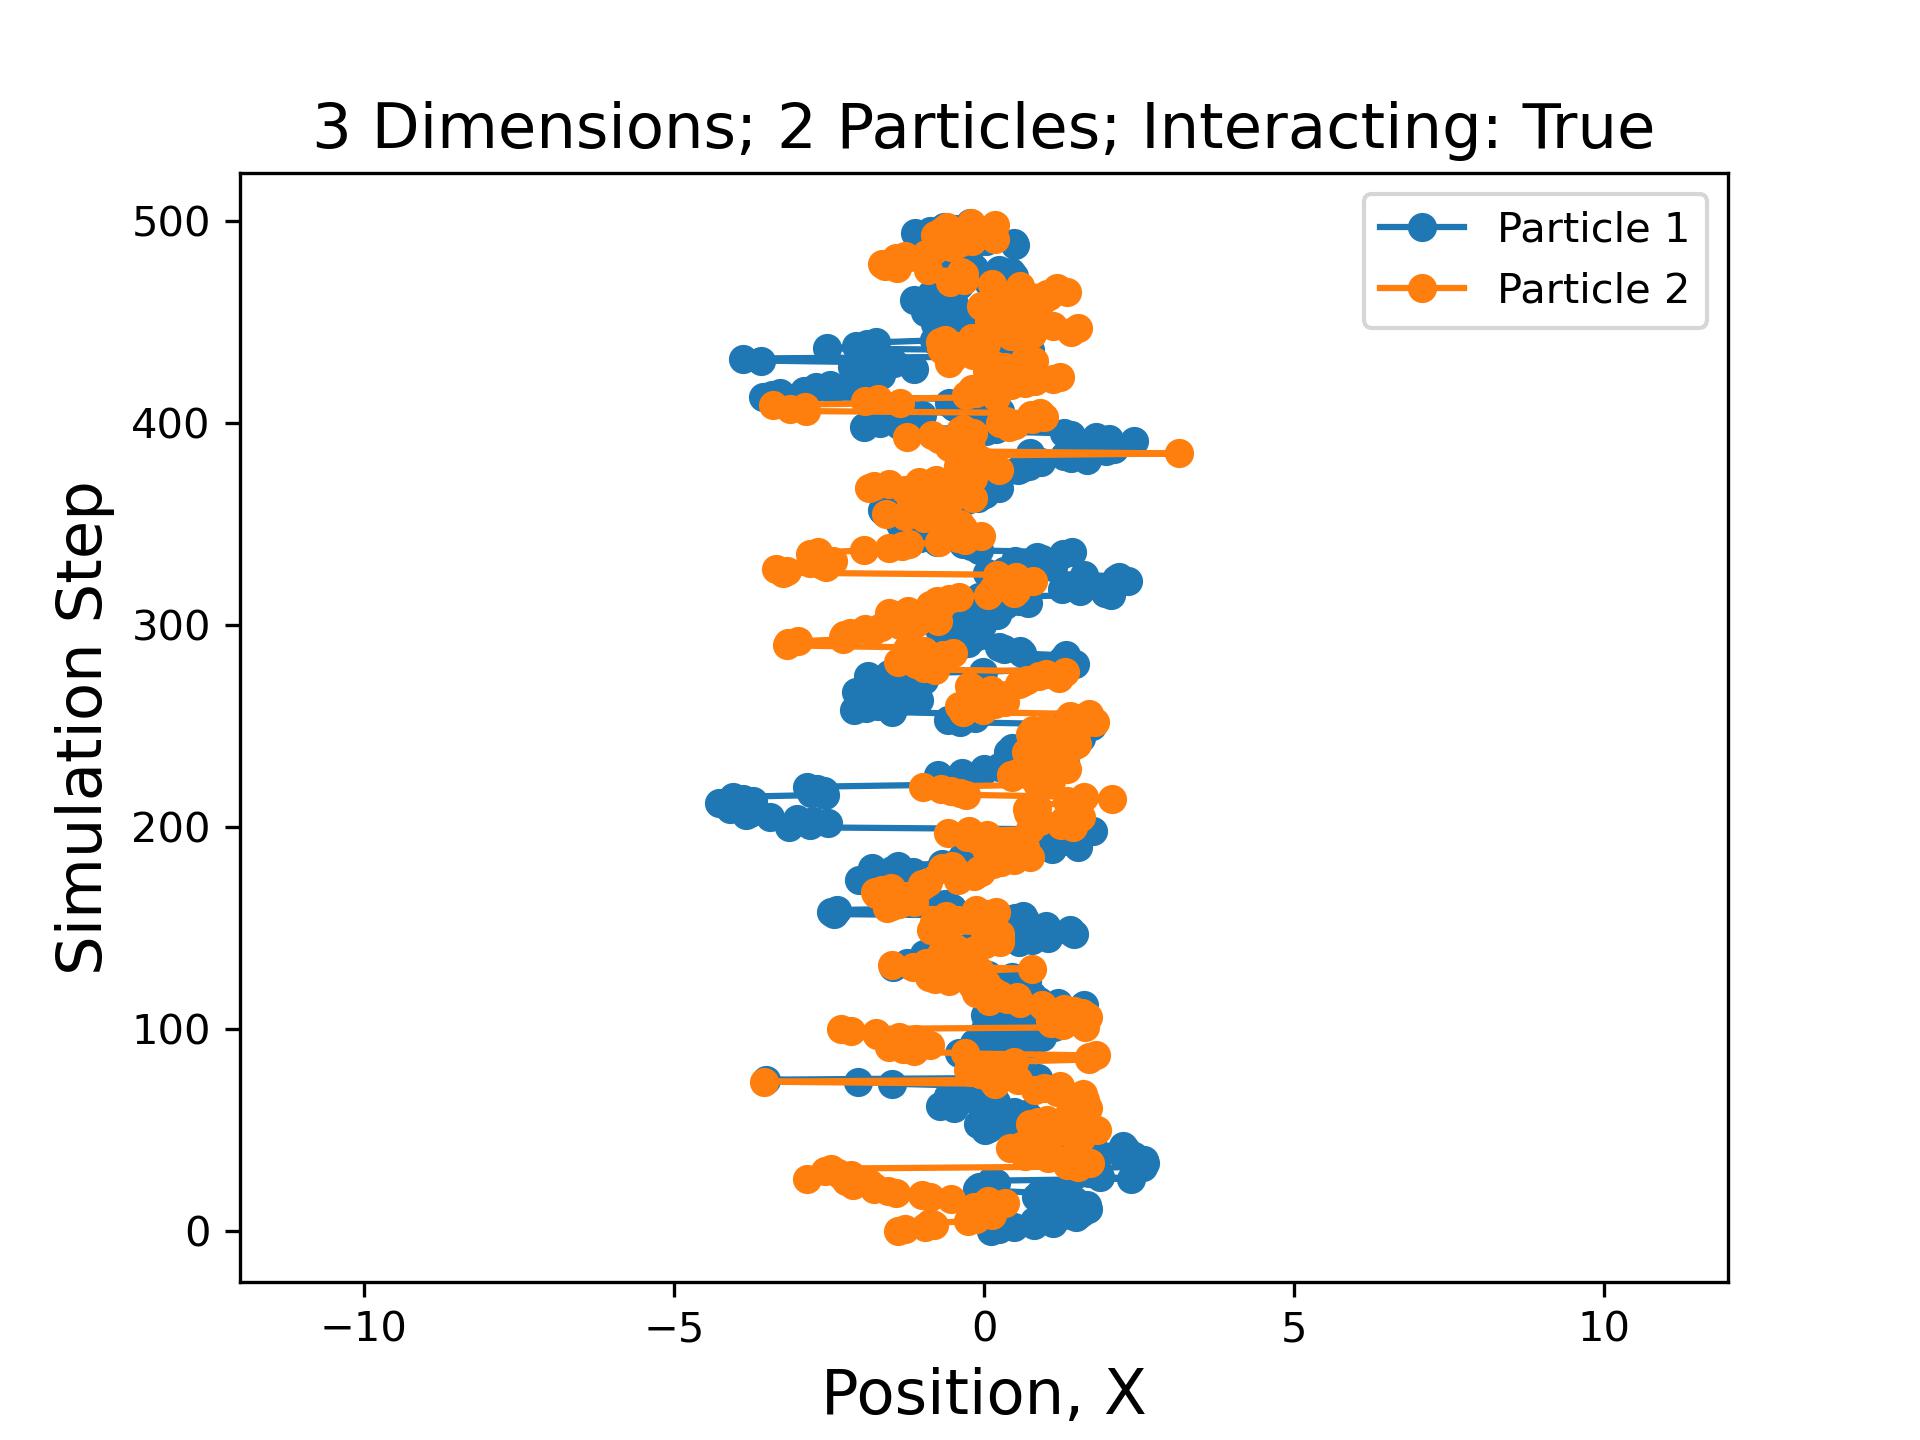 3 Dimensions; 2 Particles; Interacting: True
Particle 1
Particle 2
500
400
300
200
100
0
Simulation Step
−10
−5
0
5
10
Position, X